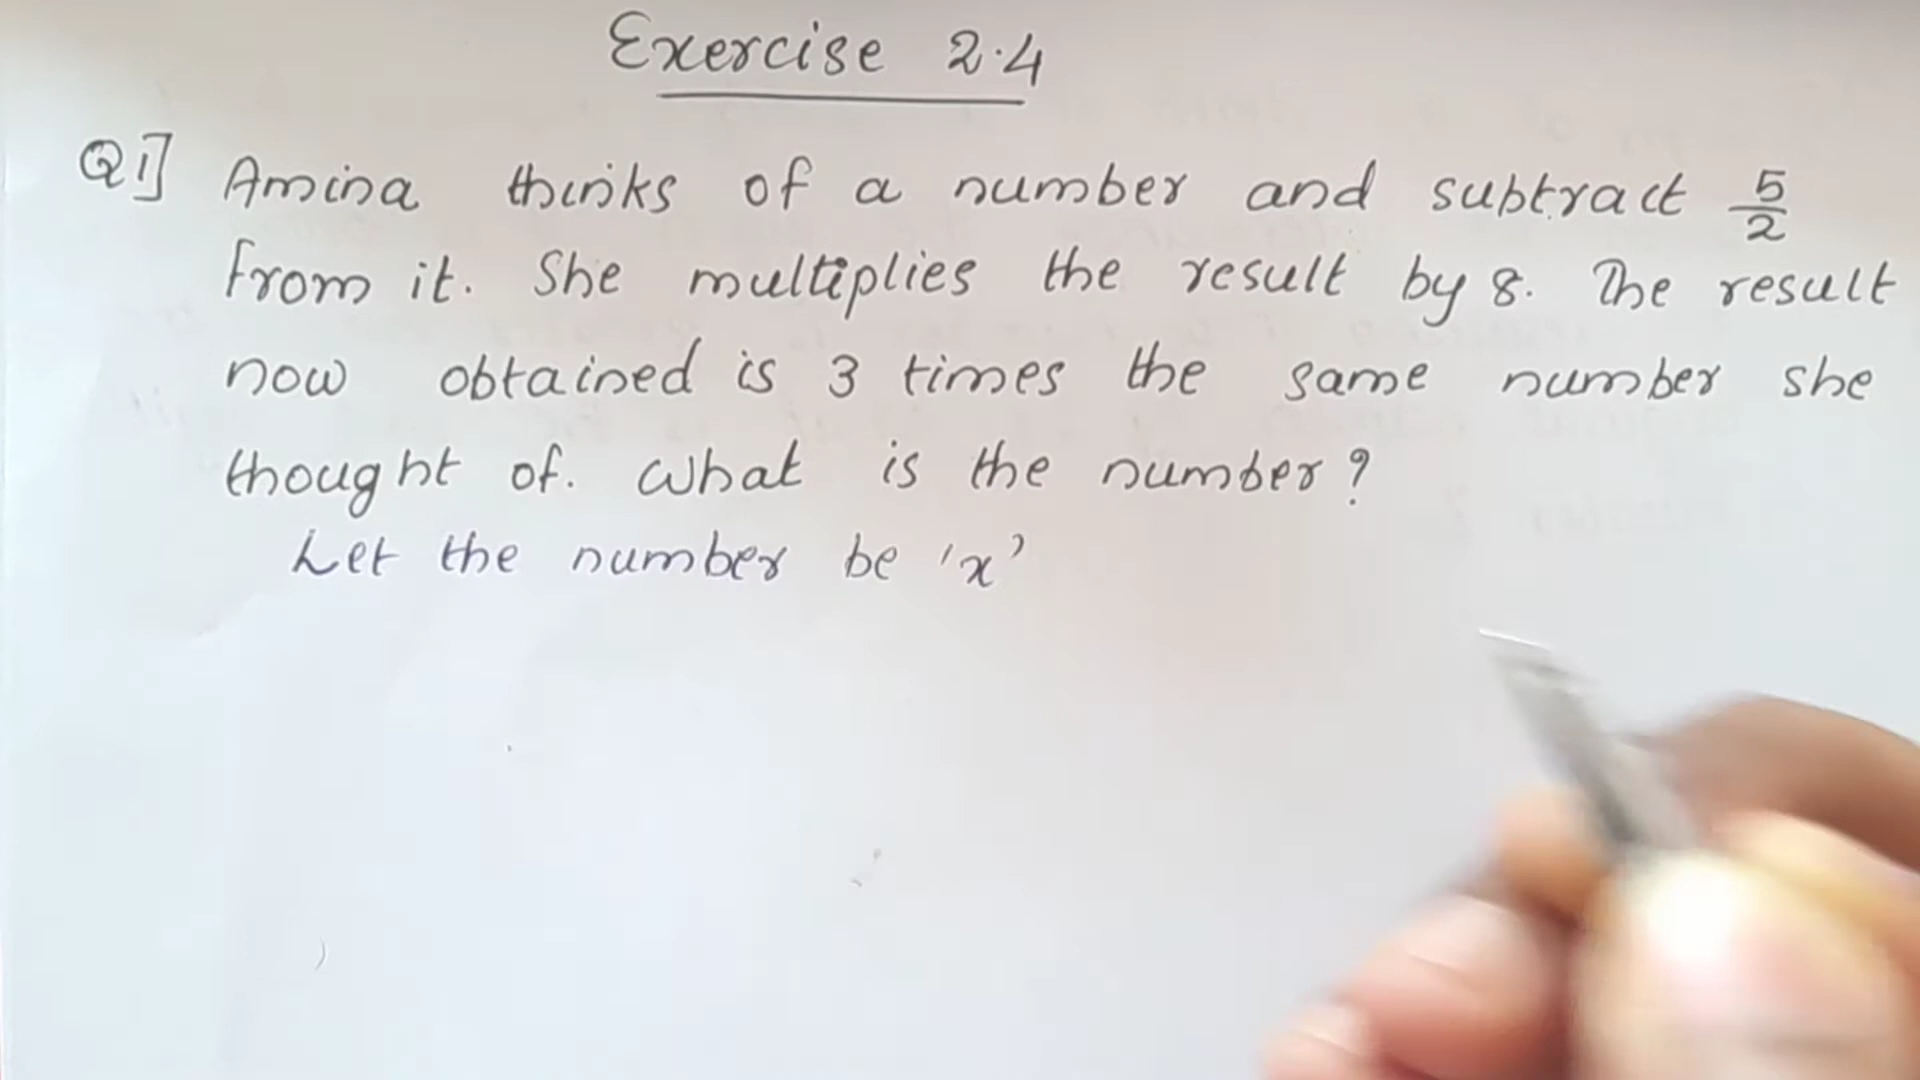 Exercise 2.4
Q1] Amina thinks of a number and subtract 5/2
from it. She multiplies the result by 8. The result
now obtained is 3 times the same number she
thought of. What is the number?
Let the number be 'x'